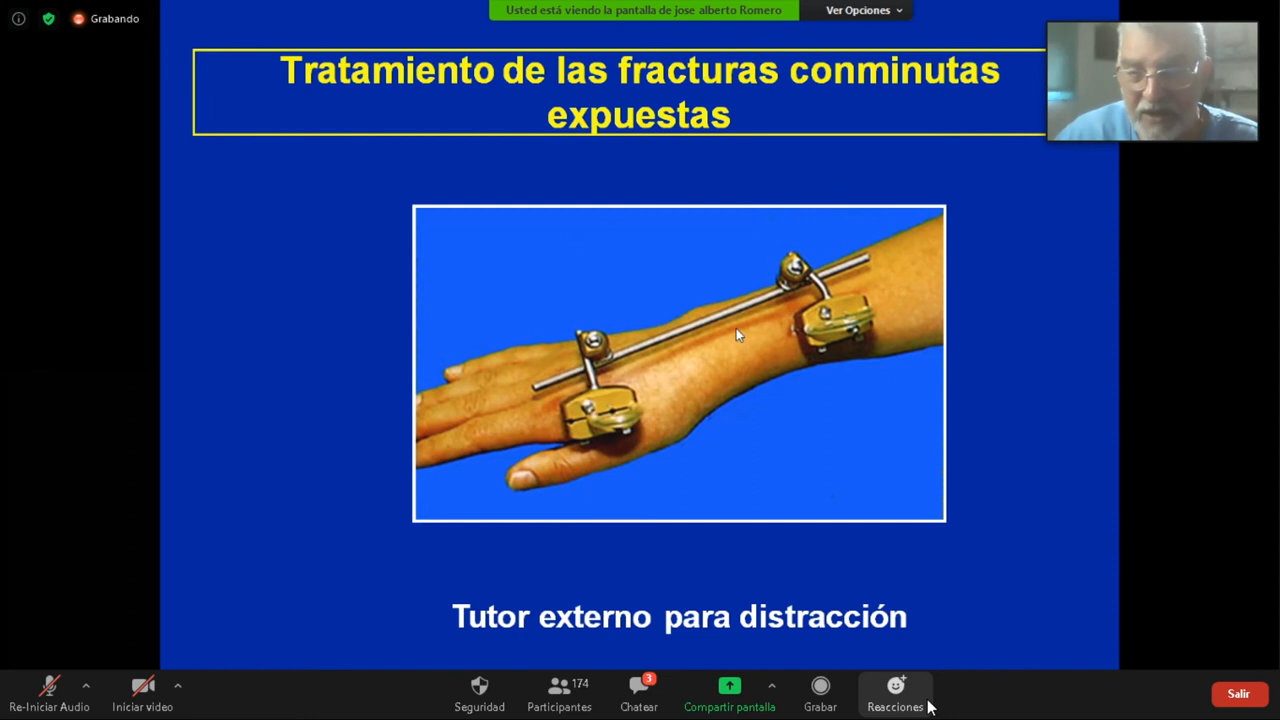 Grabando
Usted está viendo la pantalla de jose alberto Romero
Ver Opciones
Tratamiento de las fracturas conminutas
expuestas
Tutor externo para distracción
Re-Iniciar Audio
Iniciar video
Seguridad
174
Participantes
3
Chatear
Compartir pantalla
Grabar
Reacciones
Salir